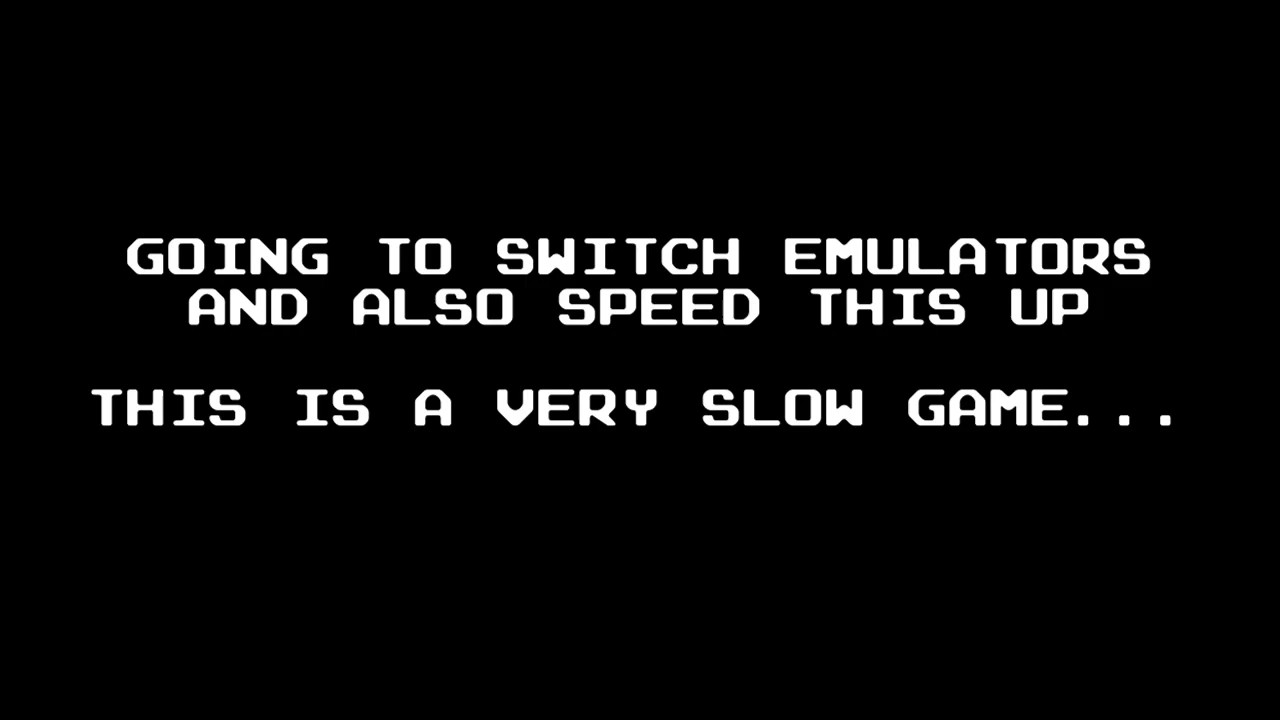 GOING TO SWITCH EMULATORS
AND ALSO SPEED THIS UP
THIS IS A VERY SLOW GAME...